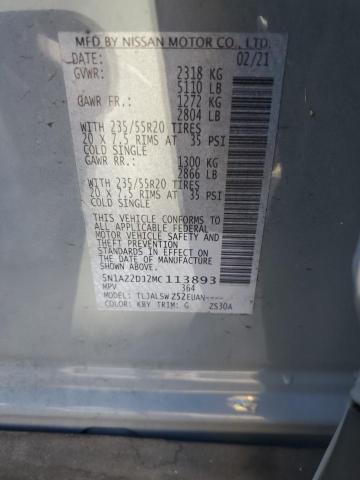 MFD BY NISSAN MOTOR CO., LTD.
DATE: 02/21
GVWR: 2318 KG
5110 LB
GAWR FR.: 1272 KG
2804 LB
WITH 235/55R20 TIRES
20 X 7.5 RIMS AT 35 PSI
COLD SINGLE
GAWR RR.: 1300 KG
2866 LB
WITH 235/55R20 TIRES
20 X 7.5 RIMS AT 35 PSI
COLD SINGLE
THIS VEHICLE CONFORMS TO
ALL APPLICABLE FEDERAL
MOTOR VEHICLE SAFETY AND
THEFT PREVENTION
STANDARDS IN EFFECT ON
THE DATE OF MANUFACTURE
SHOWN ABOVE.
5N1AZ2DJ2MC113893
MPV 364
MODEL: TLJALSWZ52EUAN----
COLOR: KBY TRIM: G ZS30A